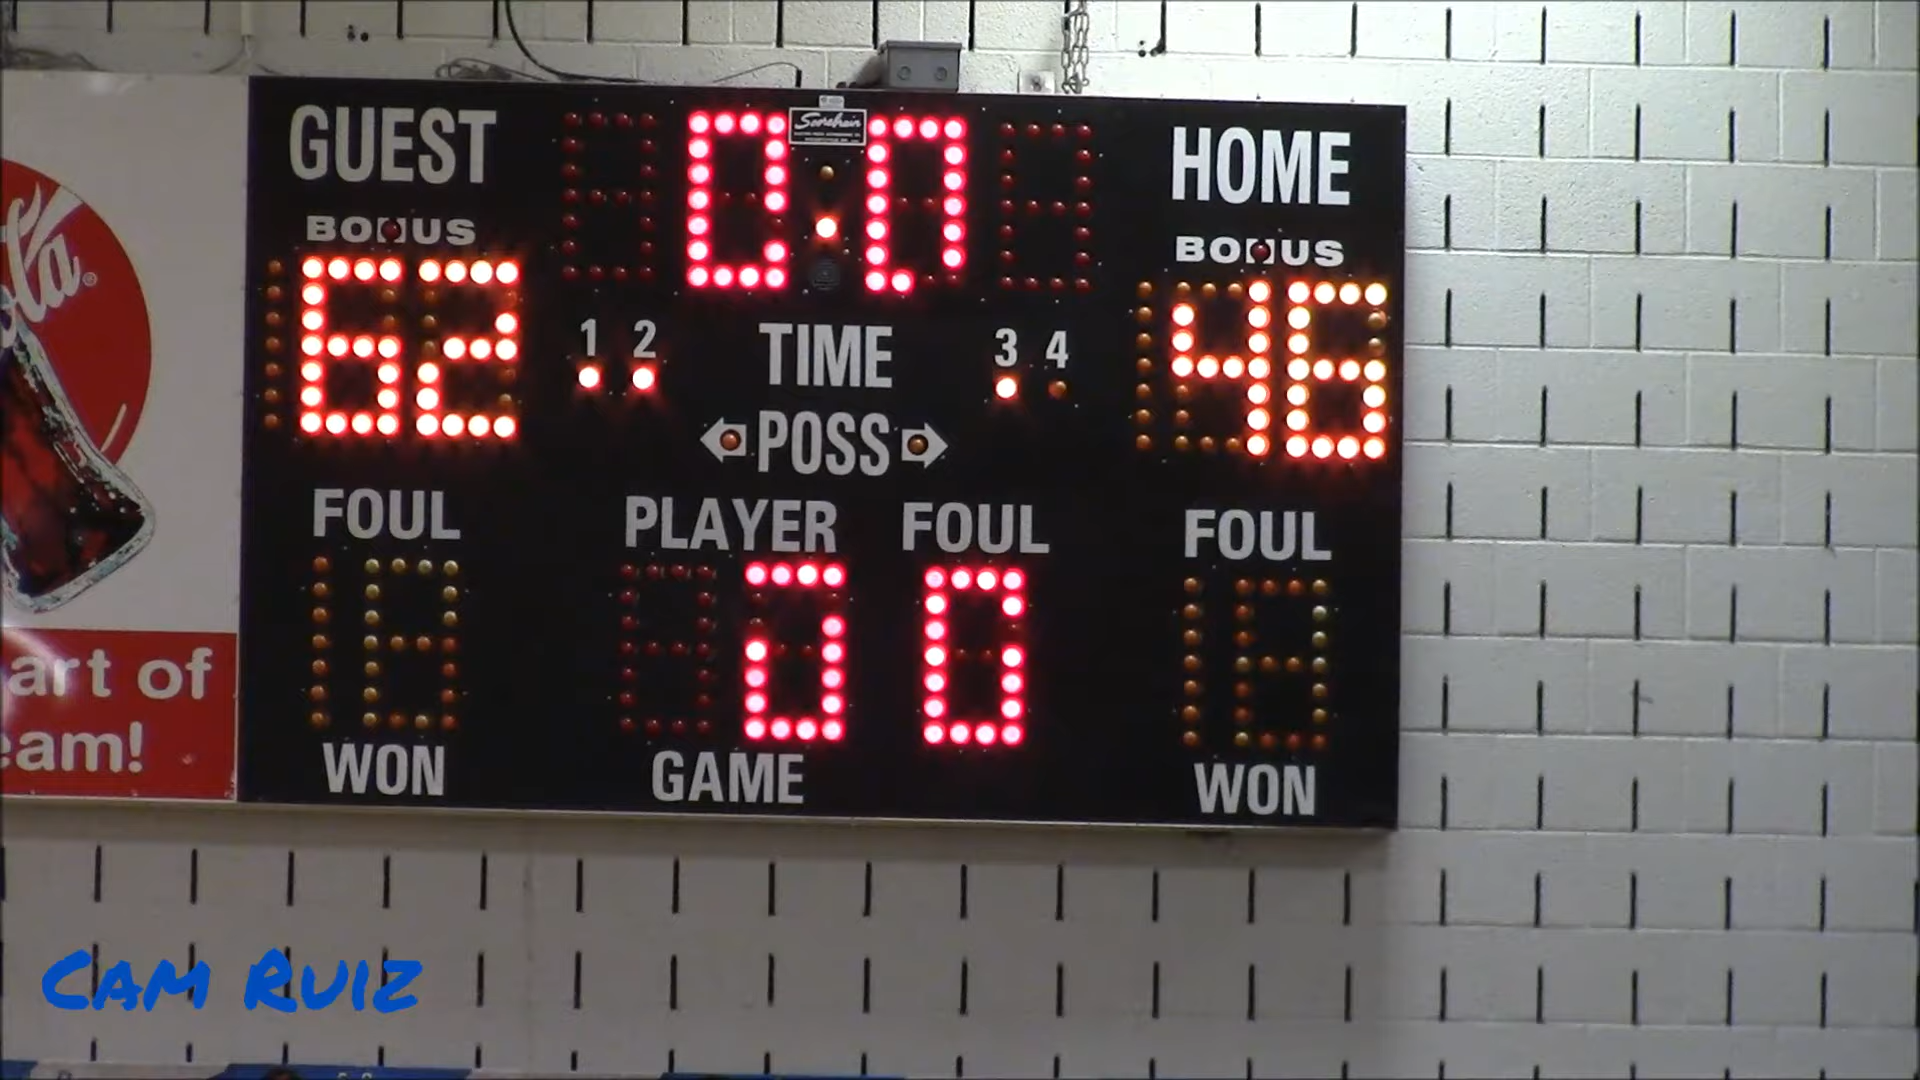 GUEST
0.0
HOME
BONUS
BONUS
62
1 2
TIME
3 4
46
POSS
FOUL
PLAYER FOUL
FOUL
0 0
WON
GAME
WON
art of
eam!
Cam Ruiz